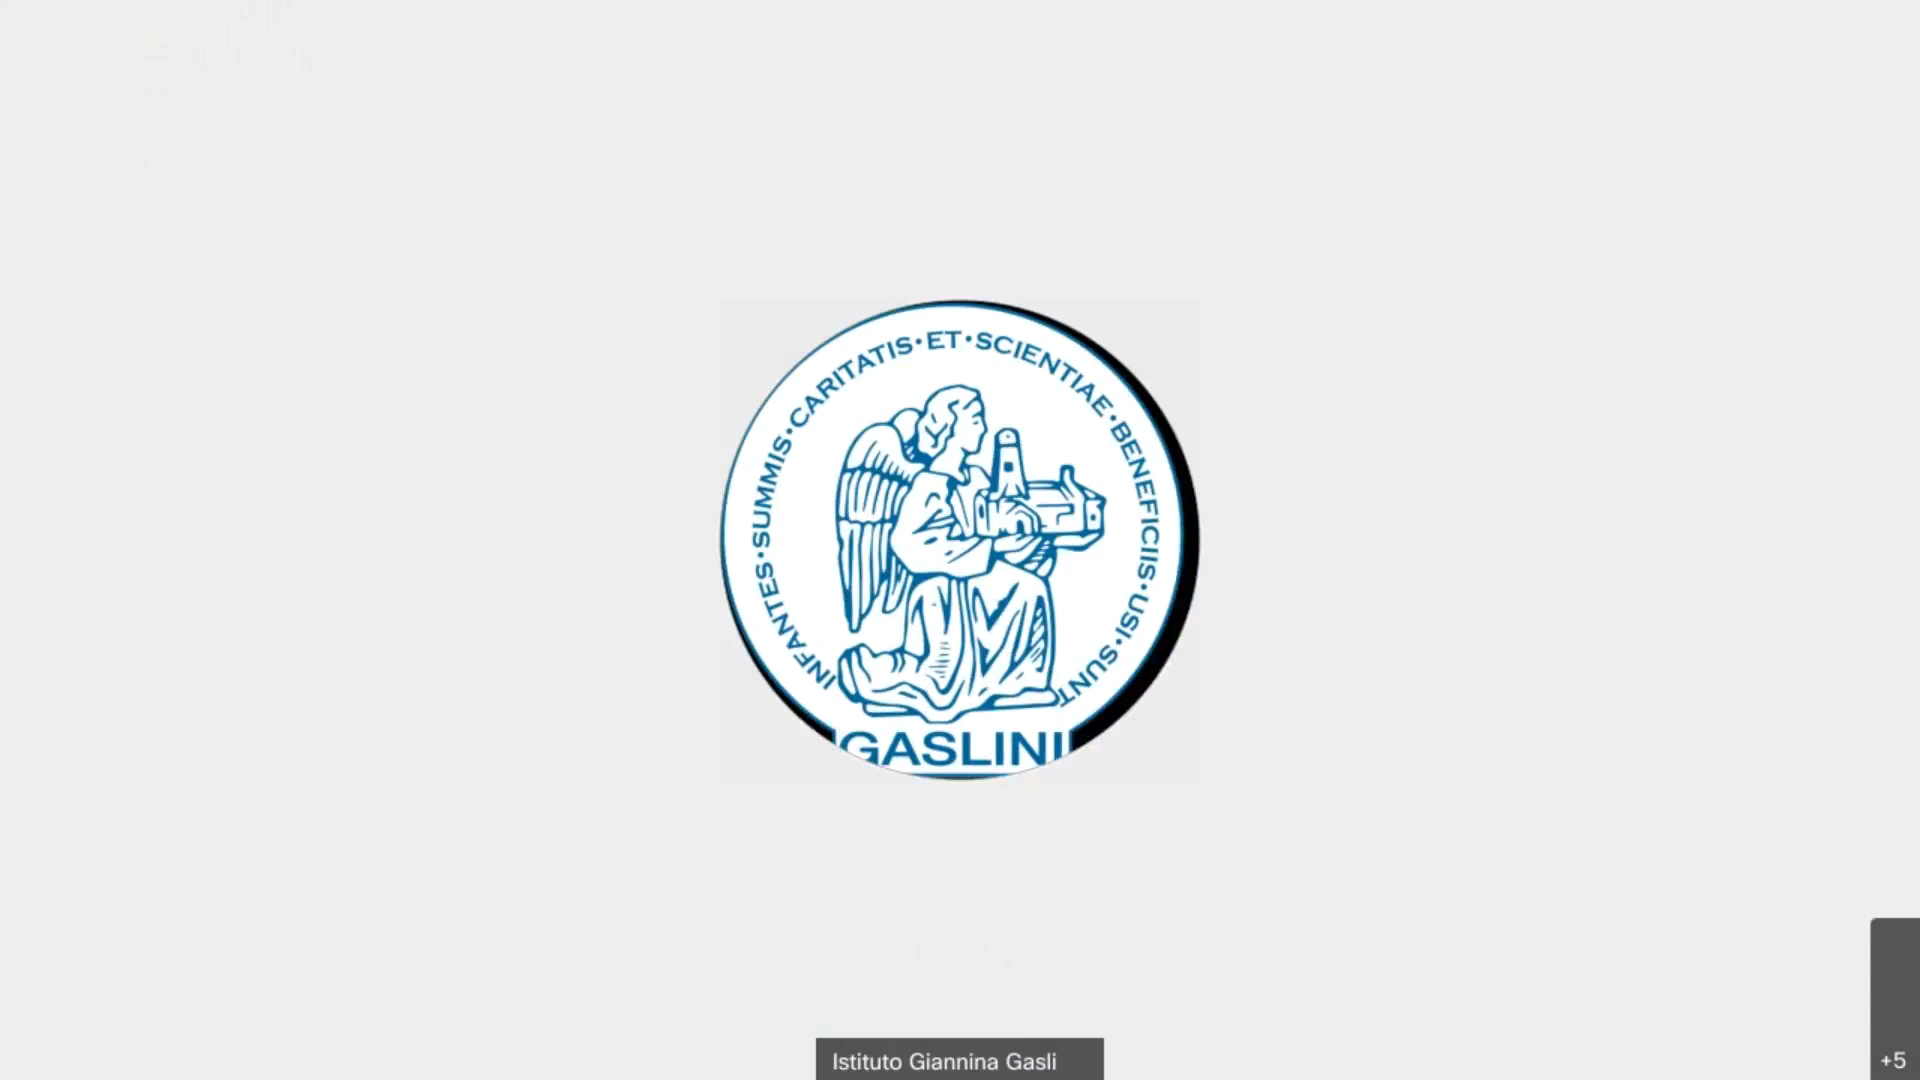 INFANTES·SUMMIS·CARITATIS·ET·SCIENTIAE·BENEFICIIS·USI·SUNT
GASLINI
Istituto Giannina Gasli
+5